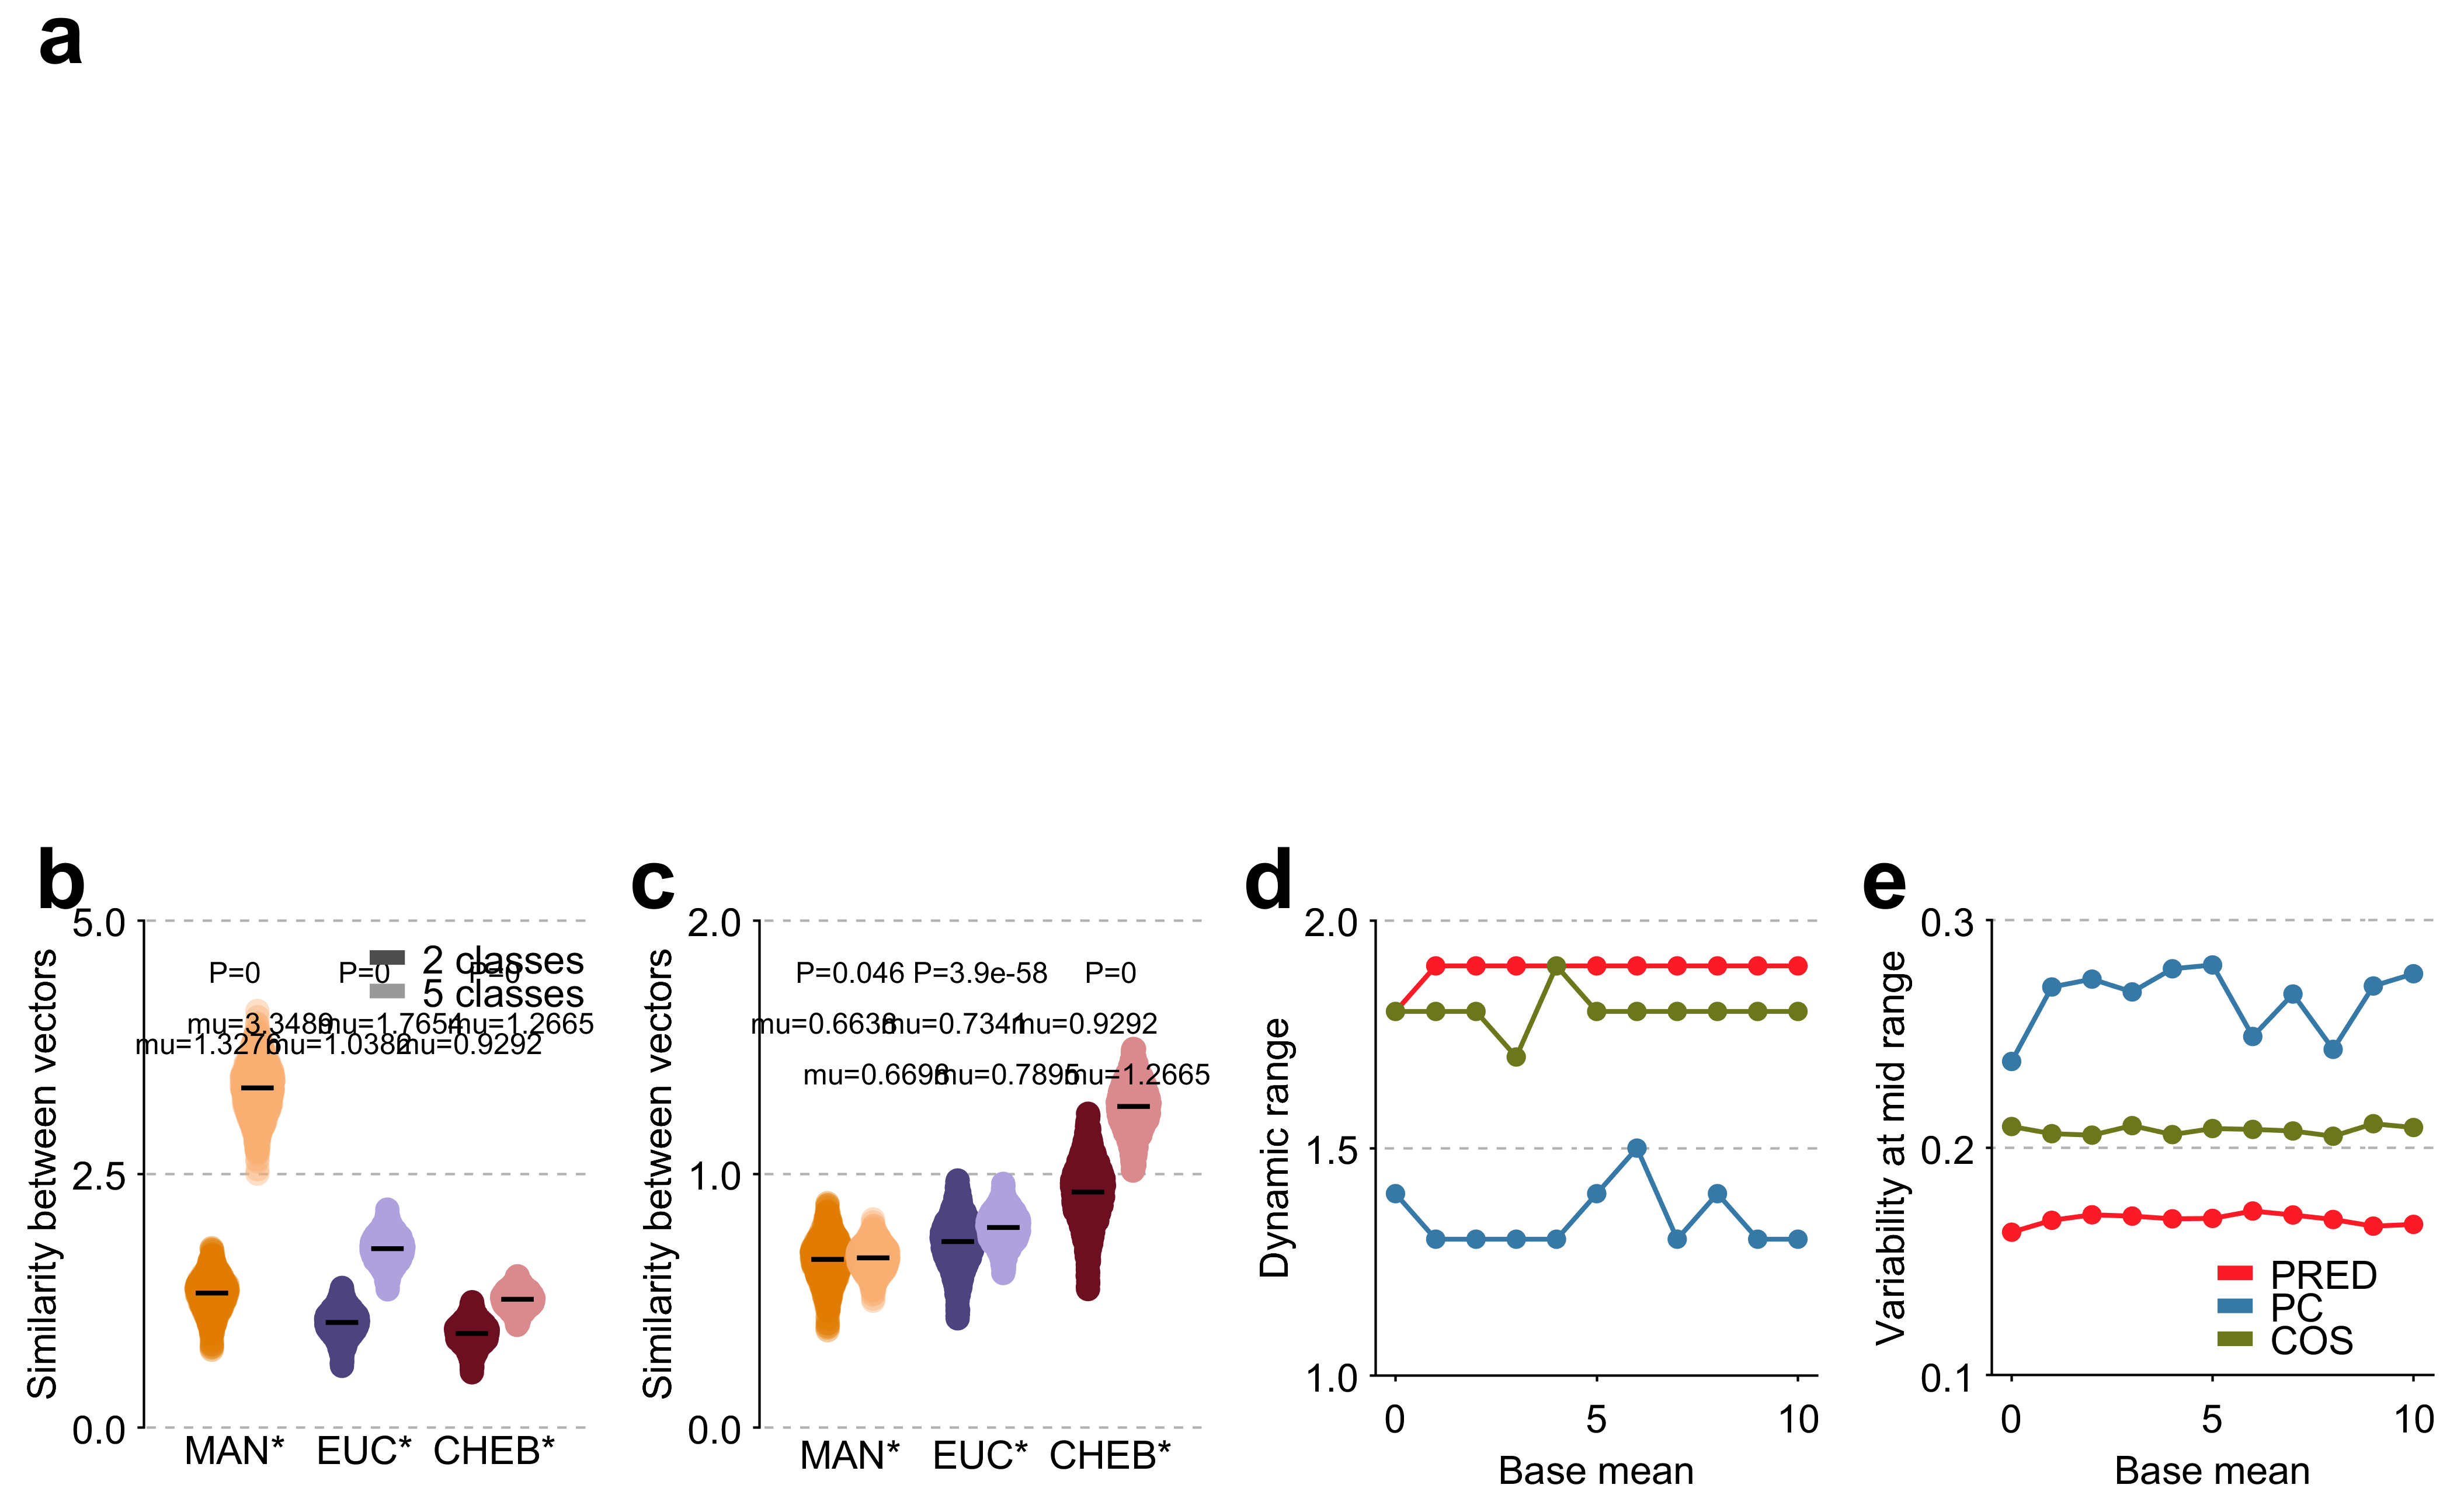 a
b
5.0
2.5
0.0
Similarity between vectors
P=0
P=0
P=0
2 classes
5 classes
mu=3.3489
mu=1.7654
mu=1.2665
mu=1.3276
mu=1.0382
mu=0.9292
MAN*
EUC*
CHEB*
c
2.0
1.0
0.0
Similarity between vectors
P=0.046
P=3.9e-58
P=0
mu=0.6638
mu=0.7341
mu=0.9292
mu=0.6698
mu=0.7895
mu=1.2665
MAN*
EUC*
CHEB*
d
2.0
1.5
1.0
Dynamic range
0
5
10
Base mean
e
0.3
0.2
0.1
Variability at mid range
PRED
PC
COS
0
5
10
Base mean